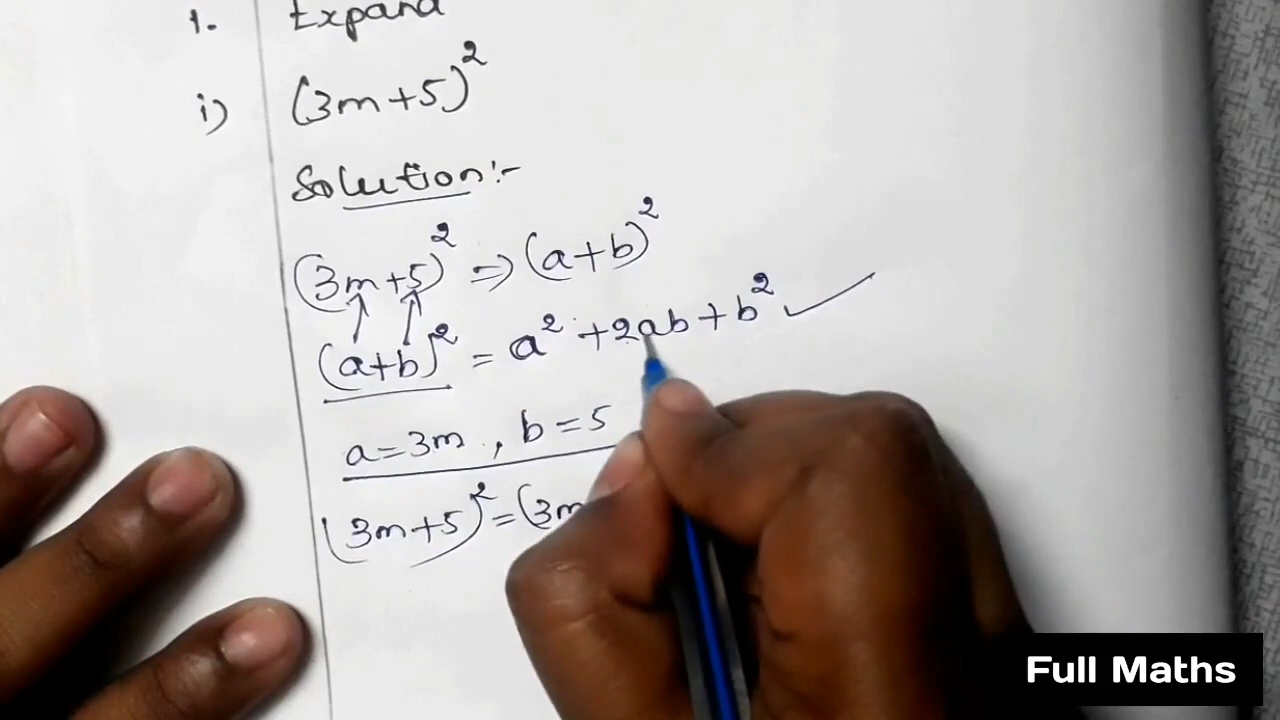 1. Expand
i) (3m+5)²
Solution:-
(3m+5)² ⇒ (a+b)²
(a+b)² = a² + 2ab + b² ✓
a = 3m , b = 5
(3m+5)² = (3m
Full Maths